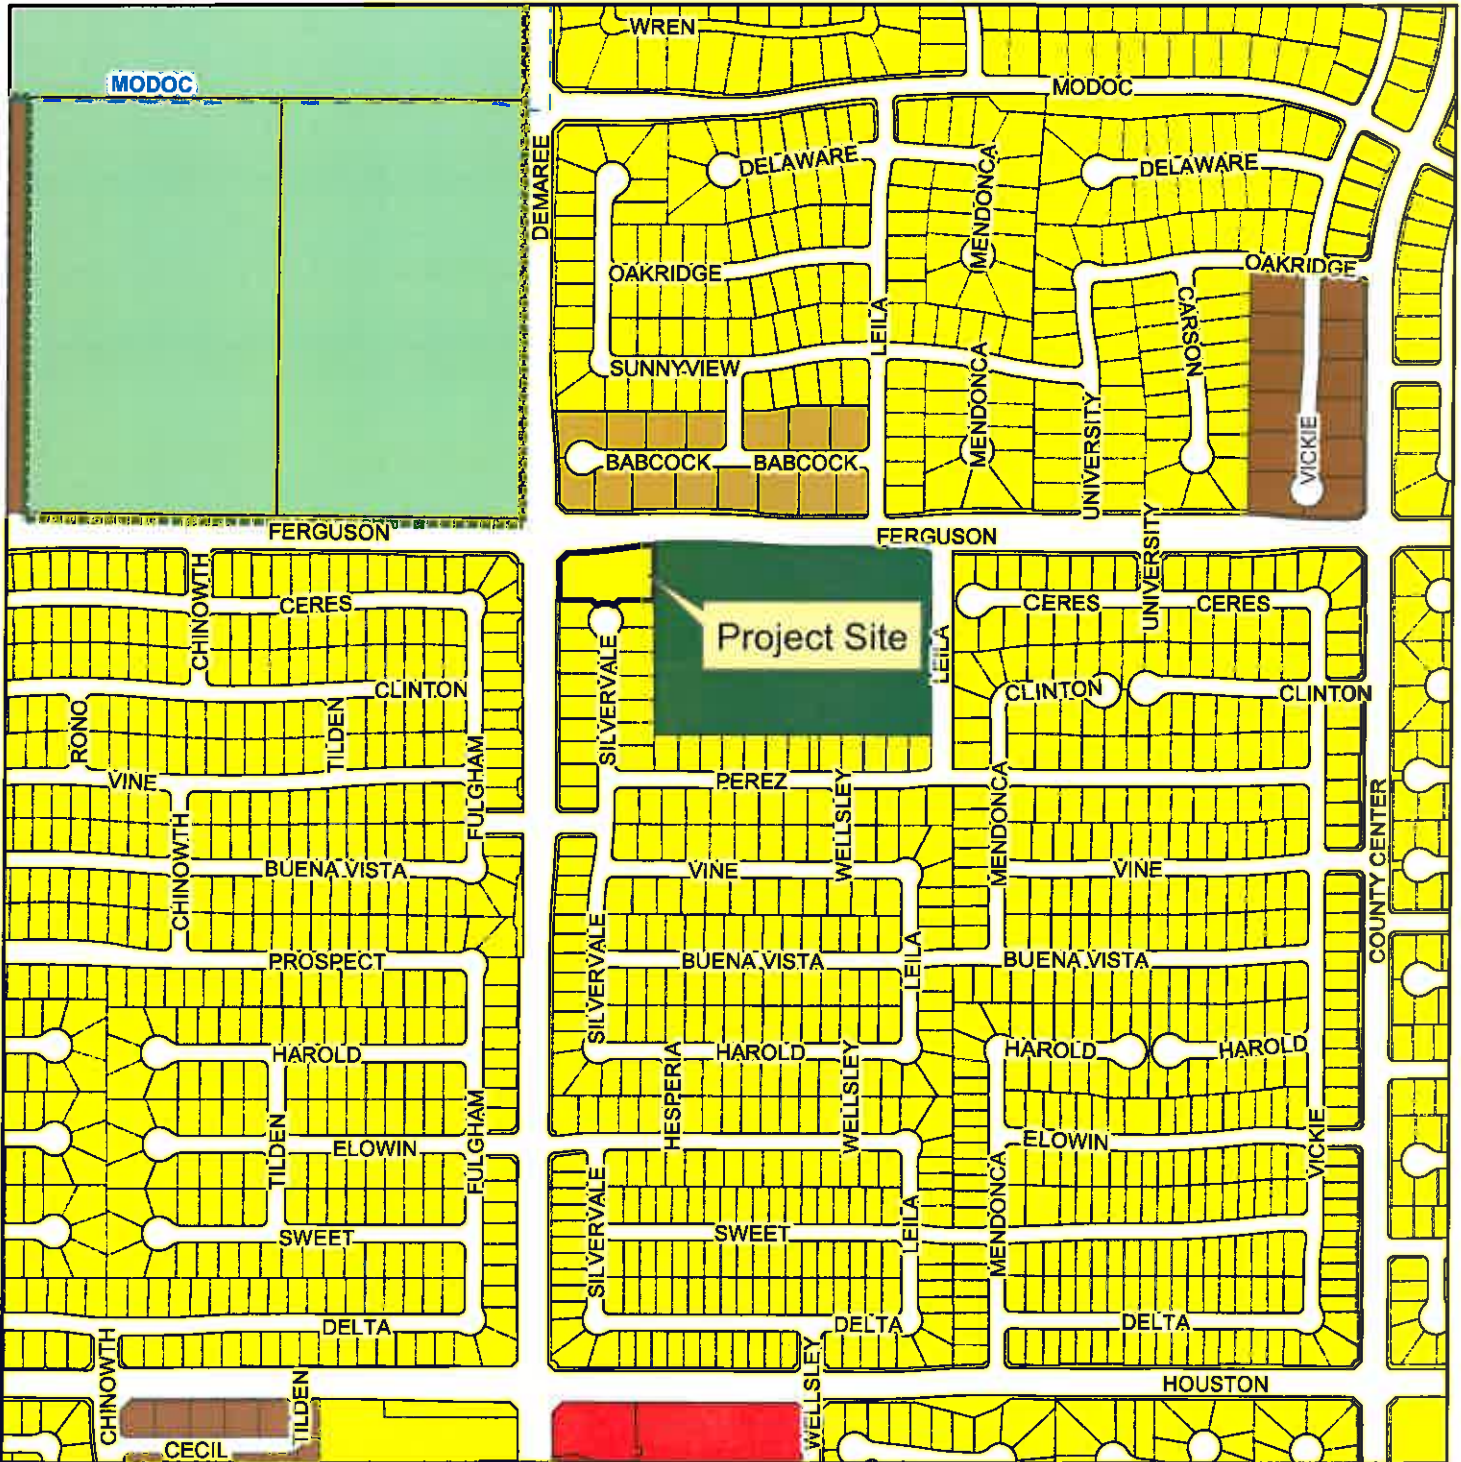 WREN
MODOC
MODOC
DEMAREE
DELAWARE
MENDONCA
DELAWARE
OAKRIDGE
MENDONCA
OAKRIDGE
LEILA
CARSON
SUNNYVIEW
MENDONCA
UNIVERSITY
VICKIE
BABCOCK
BABCOCK
FERGUSON
FERGUSON
UNIVERSITY
CHINOWTH
CERES
CERES
CERES
Project Site
SILVERVALE
LEILA
CLINTON
CLINTON
CLINTON
RONO
TILDEN
FULGHAM
VINE
PEREZ
WELLSLEY
MENDONCA
COUNTY CENTER
CHINOWTH
BUENA VISTA
VINE
VINE
SILVERVALE
PROSPECT
BUENA VISTA
LEILA
BUENA VISTA
HAROLD
HESPERIA
HAROLD
WELLSLEY
HAROLD
HAROLD
TILDEN
ELOWIN
FULGHAM
ELOWIN
VICKIE
SILVERVALE
SWEET
SWEET
LEILA
MENDONCA
DELTA
DELTA
DELTA
CHINOWTH
TILDEN
WELLSLEY
HOUSTON
CECIL